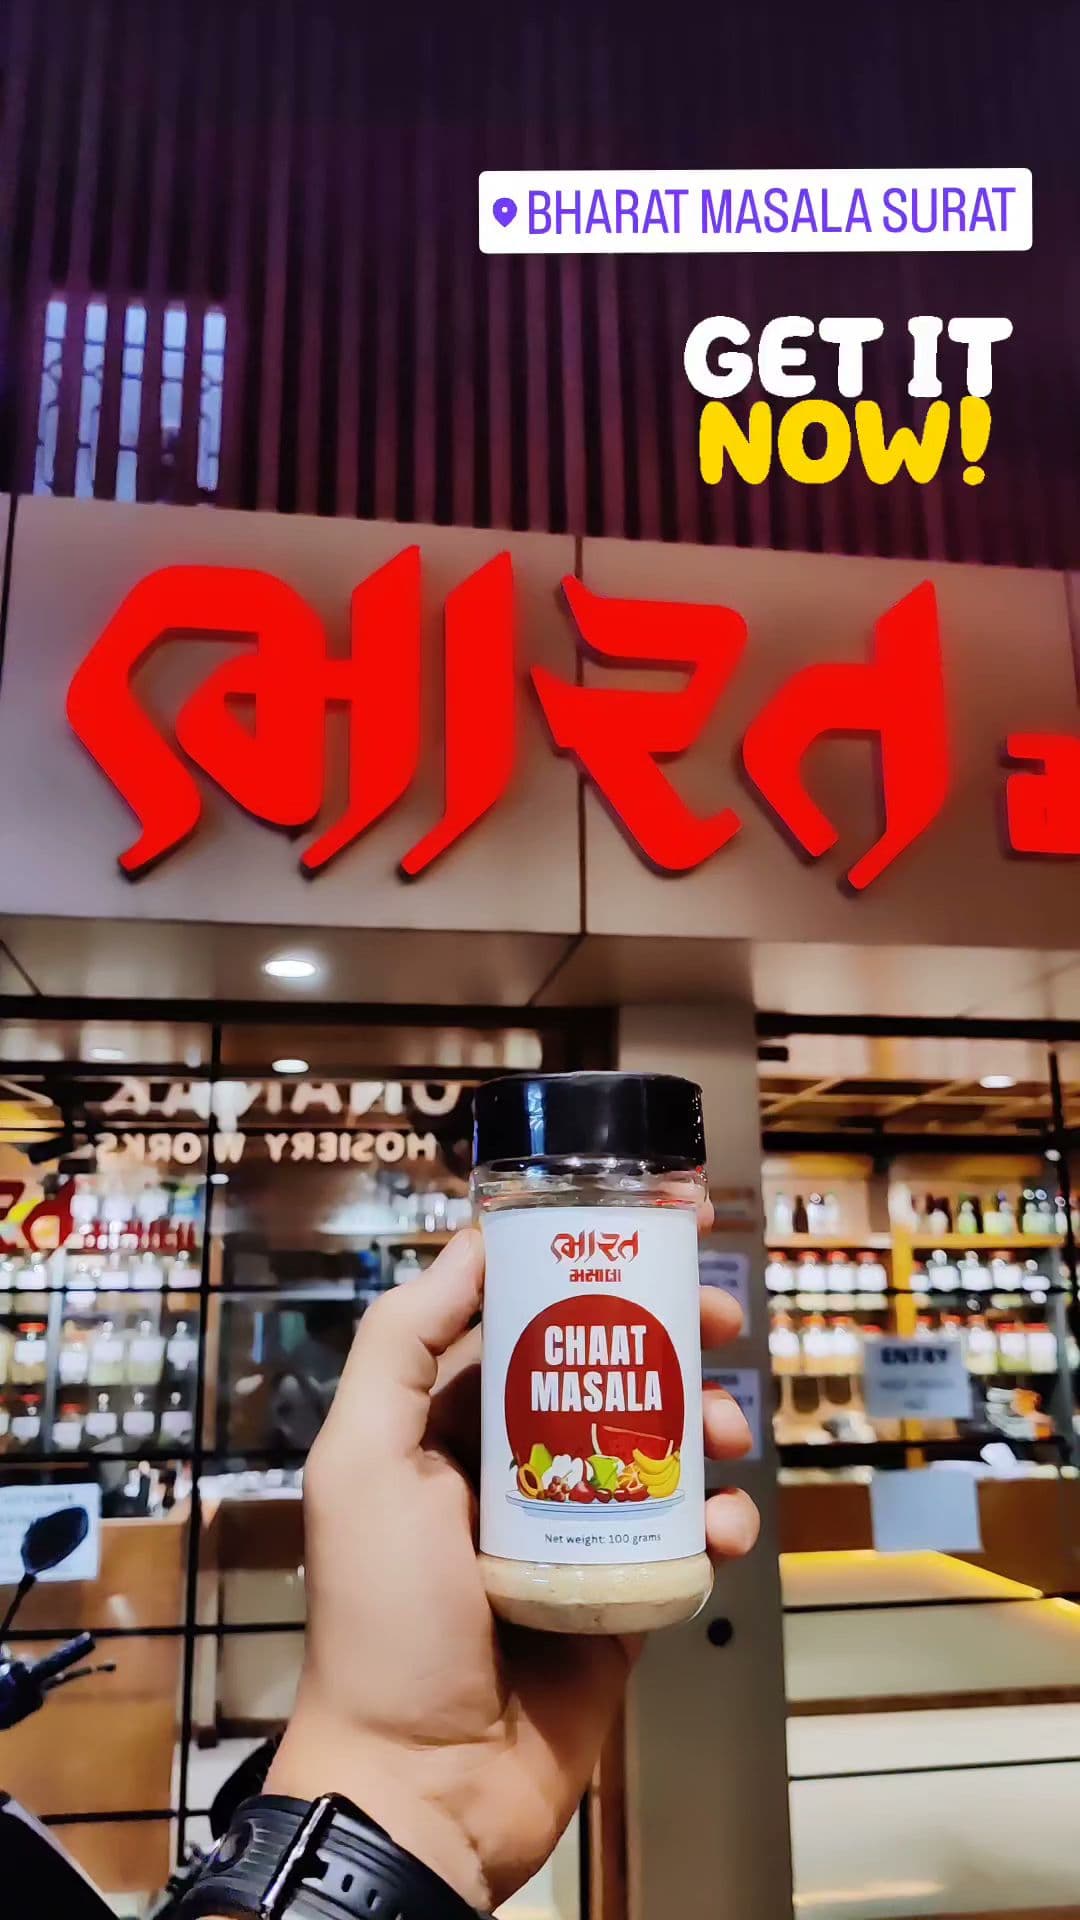 BHARAT MASALA SURAT
GET IT
NOW!
ભારત
HOSIERY WORKS
ભારત
મસાલા
CHAAT
MASALA
Net weight: 100 grams
ENTRY